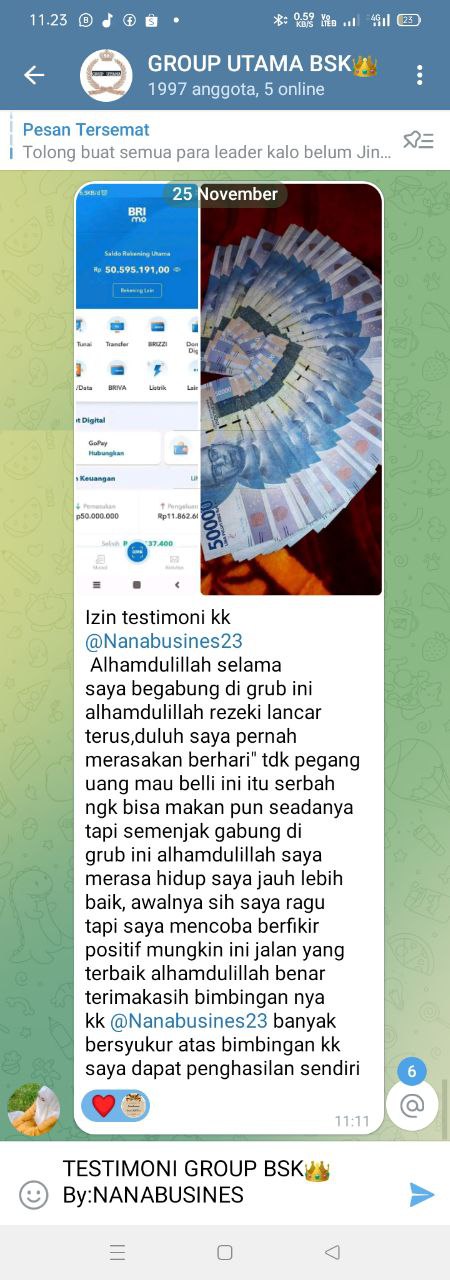 11.23
0.59
KB/S
Vo
LTE
4G
23
GROUP UTAMA
GROUP UTAMA BSK👑
1997 anggota, 5 online
Pesan Tersemat
Tolong buat semua para leader kalo belum Jin...
25 November
BRI
mo
Saldo Rekening Utama
Rp 50.595.191,00
Rekening Lain
Tunai
Transfer
BRIZZI
/Data
BRIVA
Listrik
Lain
t Digital
GoPay
Hubungkan
n Keuangan
Pemasukan
p50.000.000
Pengeluar
Rp11.862.6
Selisih
37.400
50000
Izin testimoni kk
@Nanabusines23
Alhamdulillah selama
saya begabung di grub ini
alhamdulillah rezeki lancar
terus,duluh saya pernah
merasakan berhari" tdk pegang
uang mau belli ini itu serbah
ngk bisa makan pun seadanya
tapi semenjak gabung di
grub ini alhamdulillah saya
merasa hidup saya jauh lebih
baik, awalnya sih saya ragu
tapi saya mencoba berfikir
positif mungkin ini jalan yang
terbaik alhamdulillah benar
terimakasih bimbingan nya
kk @Nanabusines23 banyak
bersyukur atas bimbingan kk
saya dapat penghasilan sendiri
11:11
6
@
TESTIMONI GROUP BSK👑
By:NANABUSINES